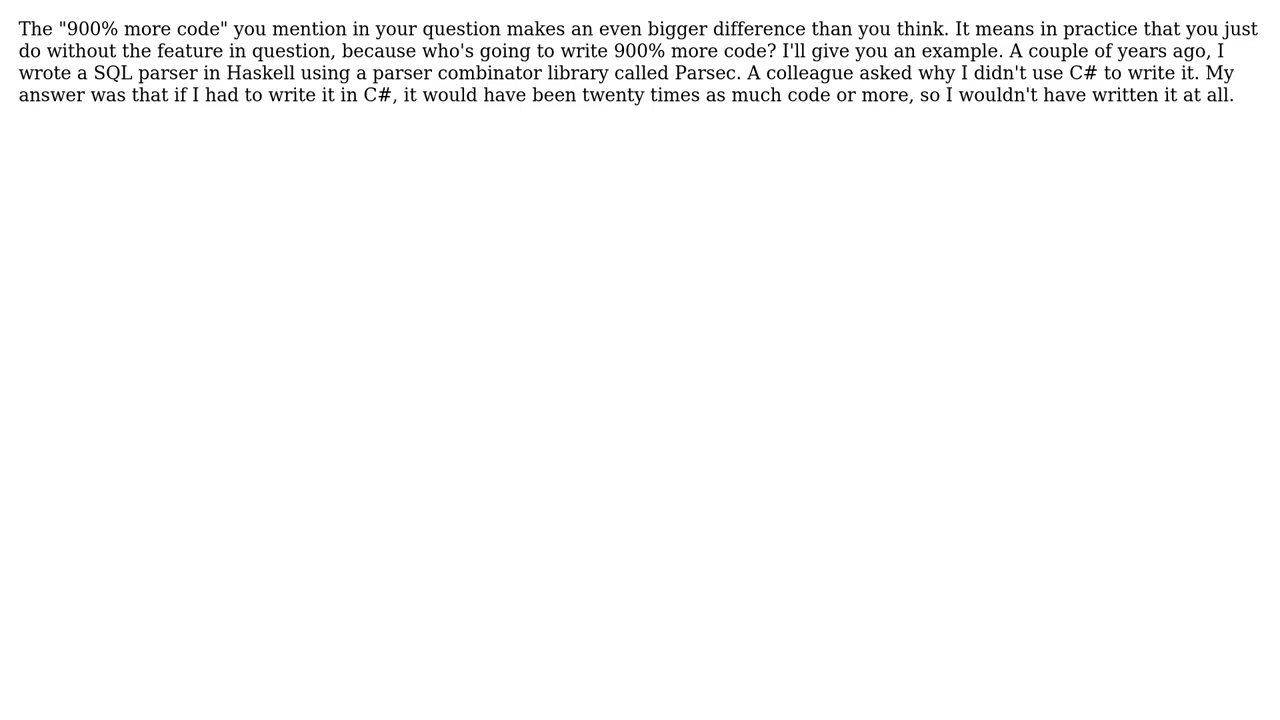 The "900% more code" you mention in your question makes an even bigger difference than you think. It means in practice that you just
do without the feature in question, because who's going to write 900% more code? I'll give you an example. A couple of years ago, I
wrote a SQL parser in Haskell using a parser combinator library called Parsec. A colleague asked why I didn't use C# to write it. My
answer was that if I had to write it in C#, it would have been twenty times as much code or more, so I wouldn't have written it at all.